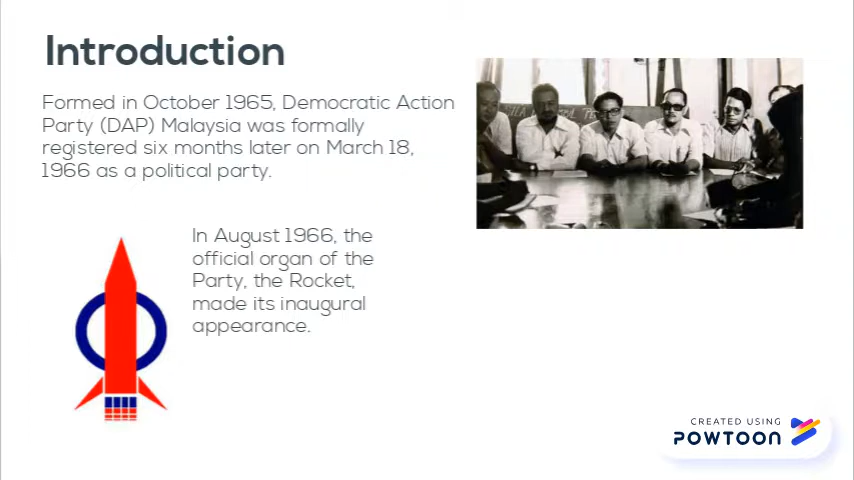 Introduction
Formed in October 1965, Democratic Action
Party (DAP) Malaysia was formally
registered six months later on March 18,
1966 as a political party.
In August 1966, the
official organ of the
Party, the Rocket,
made its inaugural
appearance.
CREATED USING
POWTOON